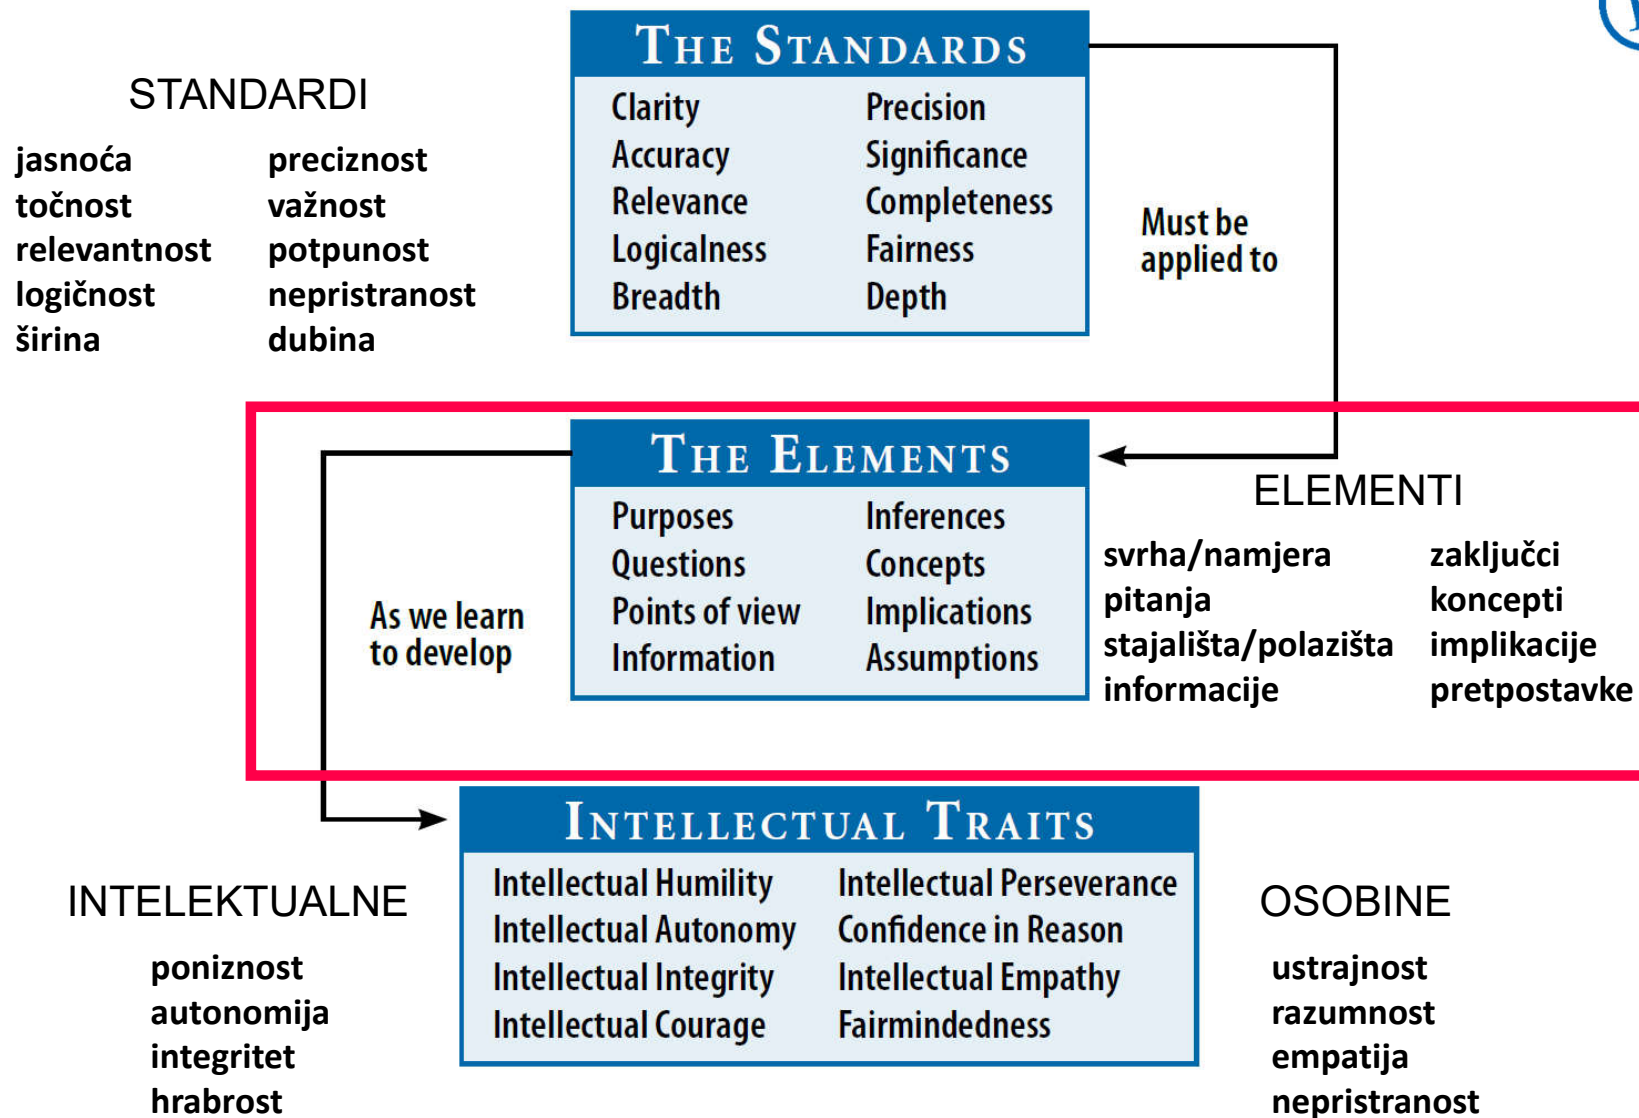 THE STANDARDS
Clarity Precision
Accuracy Significance
Relevance Completeness
Logicalness Fairness
Breadth Depth
STANDARDI
jasnoća preciznost
točnost važnost
relevantnost potpunost
logičnost nepristranost
širina dubina
Must be
applied to
THE ELEMENTS
Purposes Inferences
Questions Concepts
Points of view Implications
Information Assumptions
ELEMENTI
svrha/namjera zaključci
pitanja koncepti
stajališta/polazišta implikacije
informacije pretpostavke
As we learn
to develop
INTELLECTUAL TRAITS
Intellectual Humility Intellectual Perseverance
Intellectual Autonomy Confidence in Reason
Intellectual Integrity Intellectual Empathy
Intellectual Courage Fairmindedness
INTELEKTUALNE
poniznost
autonomija
integritet
hrabrost
OSOBINE
ustrajnost
razumnost
empatija
nepristranost